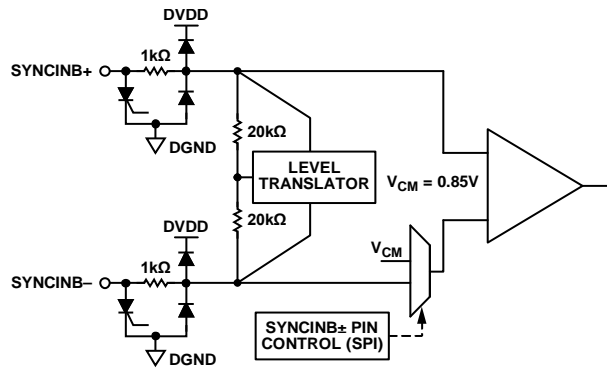 DVDD
1kΩ
SYNCINB+
DGND
20kΩ
LEVEL
TRANSLATOR
VCM = 0.85V
20kΩ
DVDD
1kΩ
VCM
SYNCINB–
DGND
SYNCINB± PIN
CONTROL (SPI)